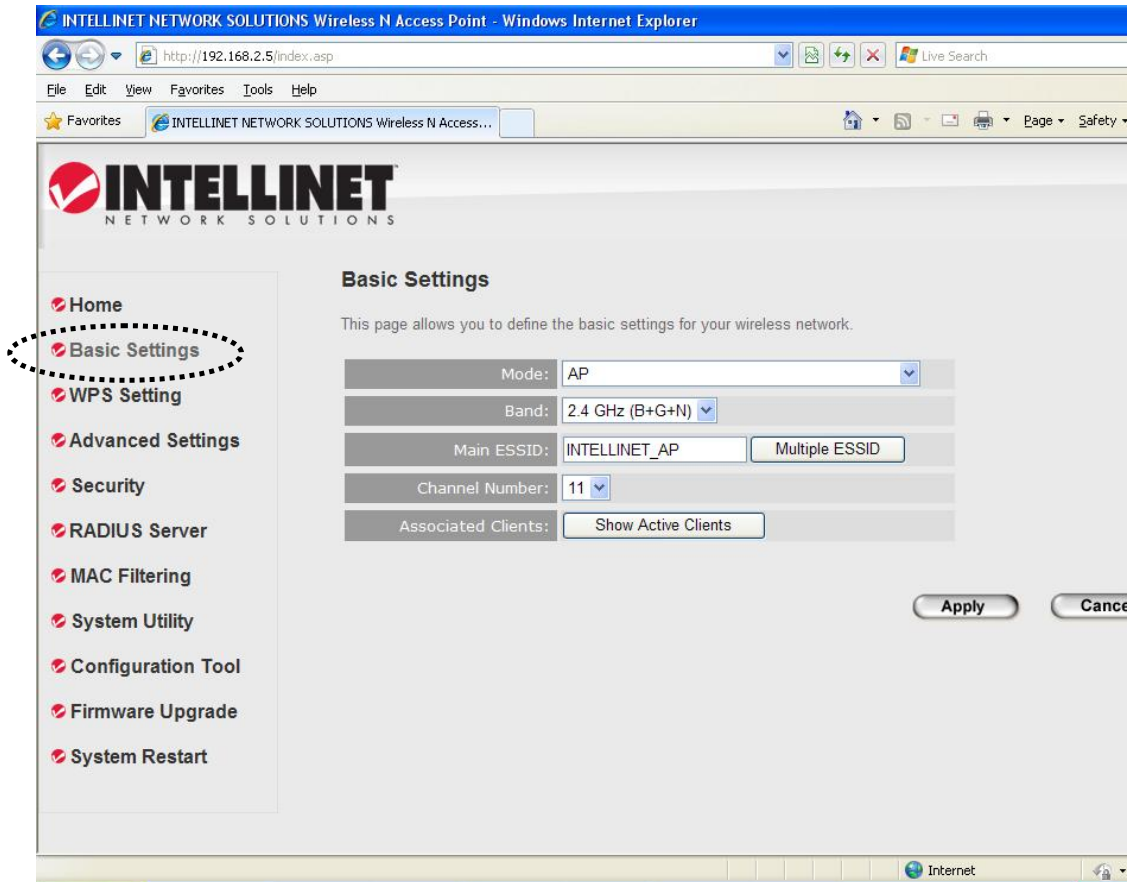 INTELLINET NETWORK SOLUTIONS Wireless N Access Point - Windows Internet Explorer
http://192.168.2.5/index.asp
Live Search
File Edit View Favorites Tools Help
Favorites
INTELLINET NETWORK SOLUTIONS Wireless N Access...
Page
Safety
INTELLINET
NETWORK SOLUTIONS
Home
Basic Settings
WPS Setting
Advanced Settings
Security
RADIUS Server
MAC Filtering
System Utility
Configuration Tool
Firmware Upgrade
System Restart
Basic Settings
This page allows you to define the basic settings for your wireless network.
Mode: AP
Band: 2.4 GHz (B+G+N)
Main ESSID: INTELLINET_AP Multiple ESSID
Channel Number: 11
Associated Clients: Show Active Clients
Apply Cance
Internet